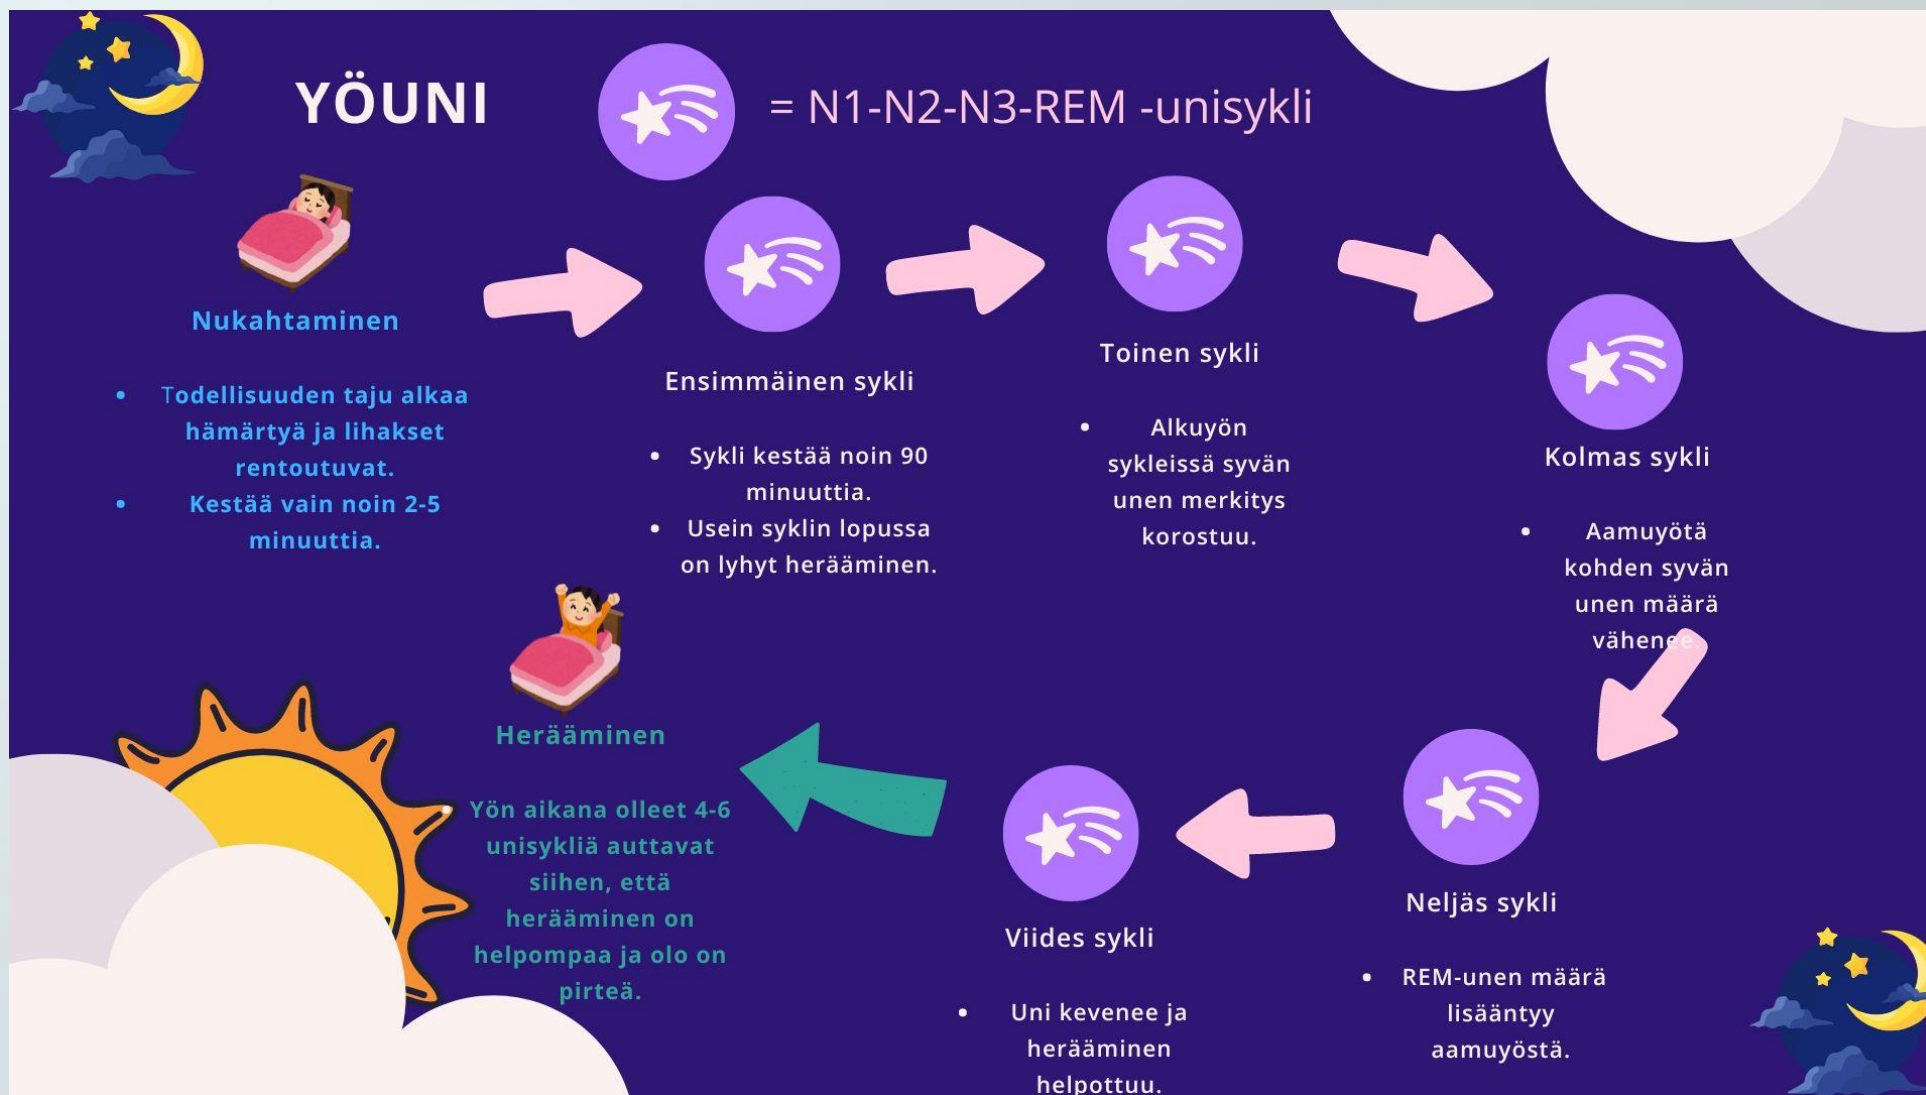 YÖUNI
= N1-N2-N3-REM -unisykli
Nukahtaminen
• Todellisuuden taju alkaa
hämärtyä ja lihakset
rentoutuvat.
• Kestää vain noin 2-5
minuuttia.
Ensimmäinen sykli
• Sykli kestää noin 90
minuuttia.
• Usein syklin lopussa
on lyhyt herääminen.
Toinen sykli
• Alkuyön
sykleissä syvän
unen merkitys
korostuu.
Kolmas sykli
• Aamuyötä
kohden syvän
unen määrä
vähenee.
Neljäs sykli
• REM-unen määrä
lisääntyy
aamuyöstä.
Viides sykli
• Uni kevenee ja
herääminen
helpottuu.
Herääminen
Yön aikana olleet 4-6
unisykliä auttavat
siihen, että
herääminen on
helpompaa ja olo on
pirteä.